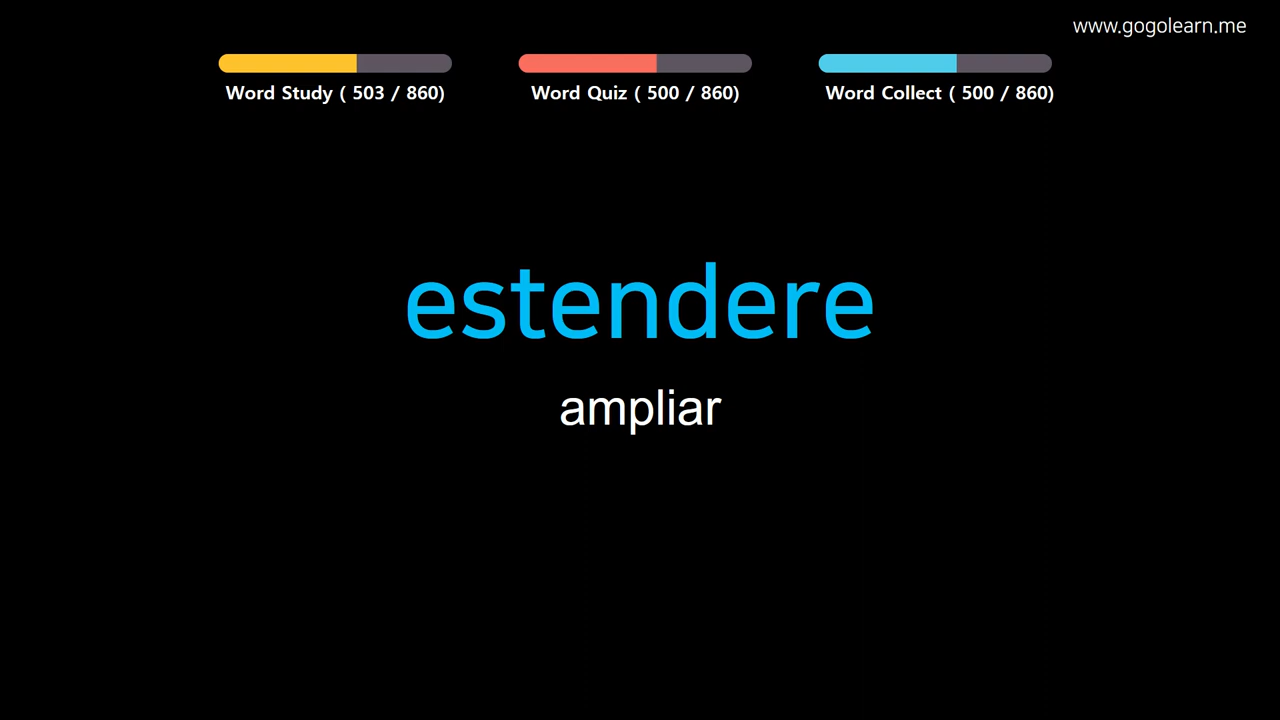 www.gogolearn.me
Word Study ( 503 / 860)
Word Quiz ( 500 / 860)
Word Collect ( 500 / 860)
estendere
ampliar